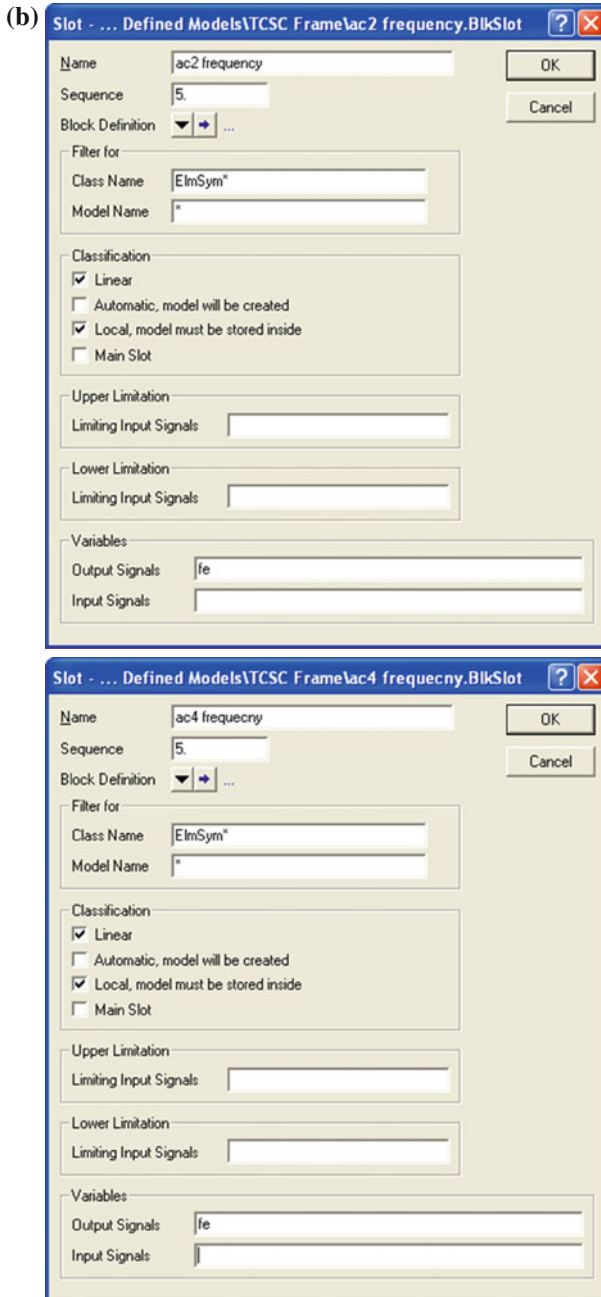 (b) Slot - ... Defined Models\TCSC Frame\ac2 frequency.BlkSlot
Name ac2 frequency OK
Sequence 5. Cancel
Block Definition ...
Filter for
Class Name ElmSym*
Model Name *
Classification
Linear
Automatic, model will be created
Local, model must be stored inside
Main Slot
Upper Limitation
Limiting Input Signals
Lower Limitation
Limiting Input Signals
Variables
Output Signals fe
Input Signals
Slot - ... Defined Models\TCSC Frame\ac4 frequecny.BlkSlot
Name ac4 frequecny OK
Sequence 5. Cancel
Block Definition ...
Filter for
Class Name ElmSym*
Model Name *
Classification
Linear
Automatic, model will be created
Local, model must be stored inside
Main Slot
Upper Limitation
Limiting Input Signals
Lower Limitation
Limiting Input Signals
Variables
Output Signals fe
Input Signals